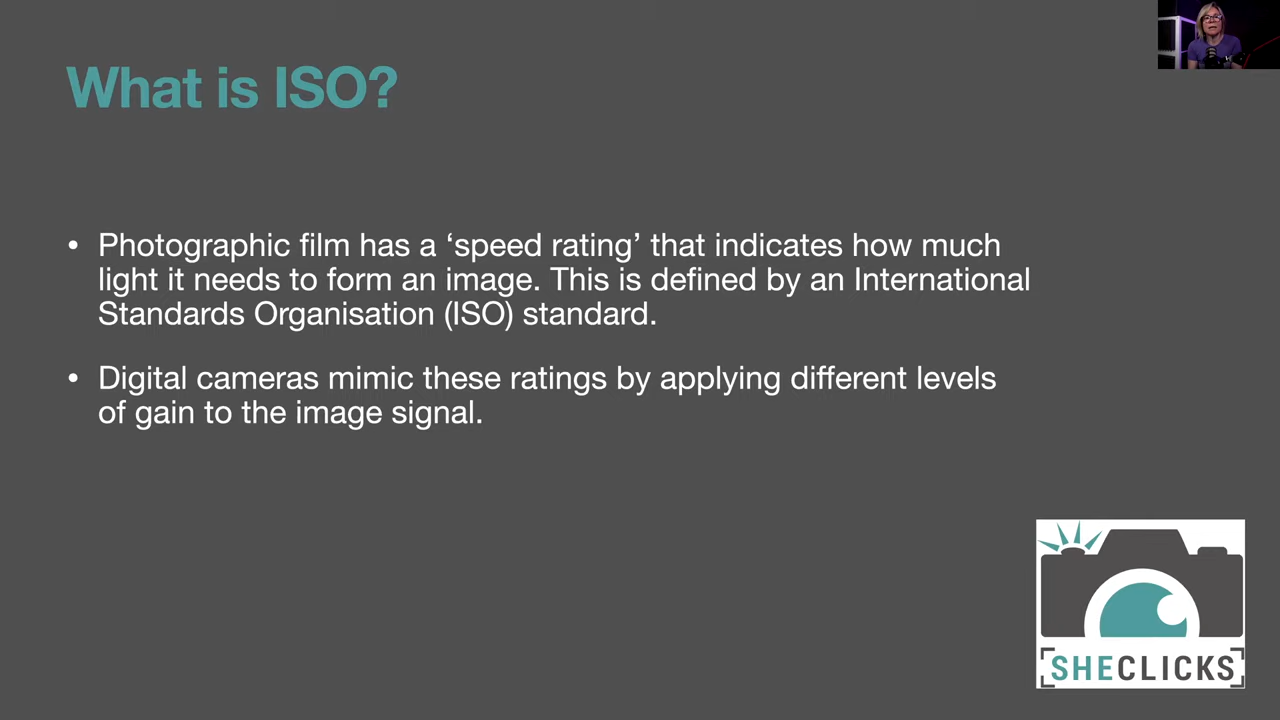 What is ISO?
• Photographic film has a ‘speed rating’ that indicates how much
light it needs to form an image. This is defined by an International
Standards Organisation (ISO) standard.
• Digital cameras mimic these ratings by applying different levels
of gain to the image signal.
[SHECLICKS]